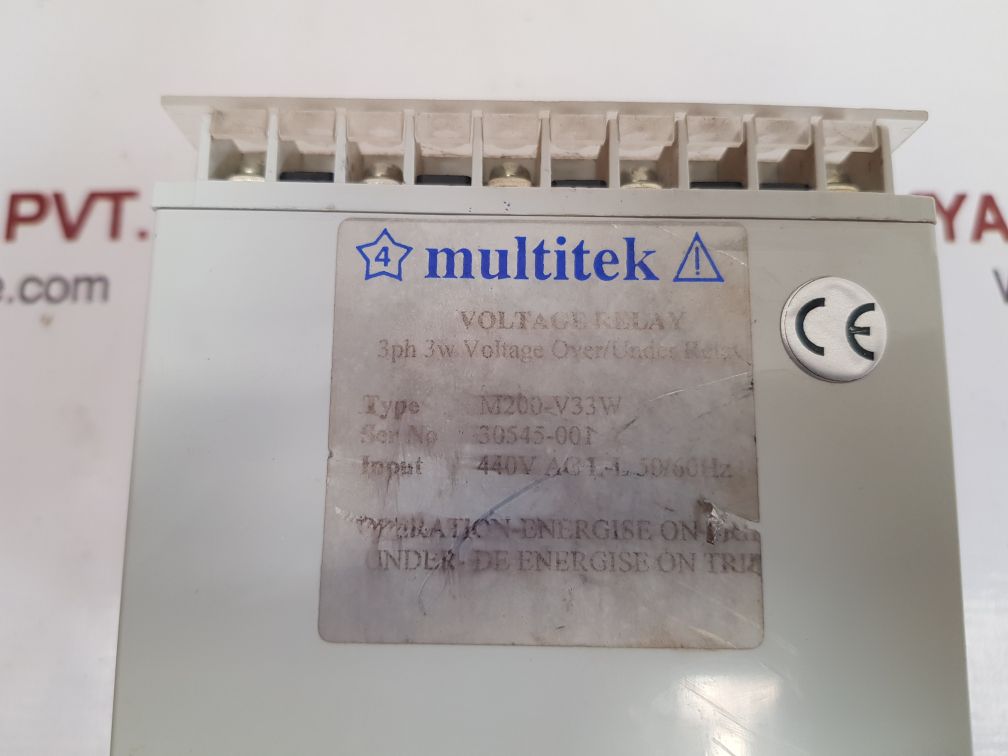 PVT.
YA
e.com
4 multitek
CE
VOLTAGE RELAY
3ph 3w Voltage Over/Under Relay
Type M200-V33W
Ser No 30545-001
Input 440V AC L-L 50/60Hz
OPERATION-ENERGISE ON
UNDER- DE ENERGISE ON TRIP